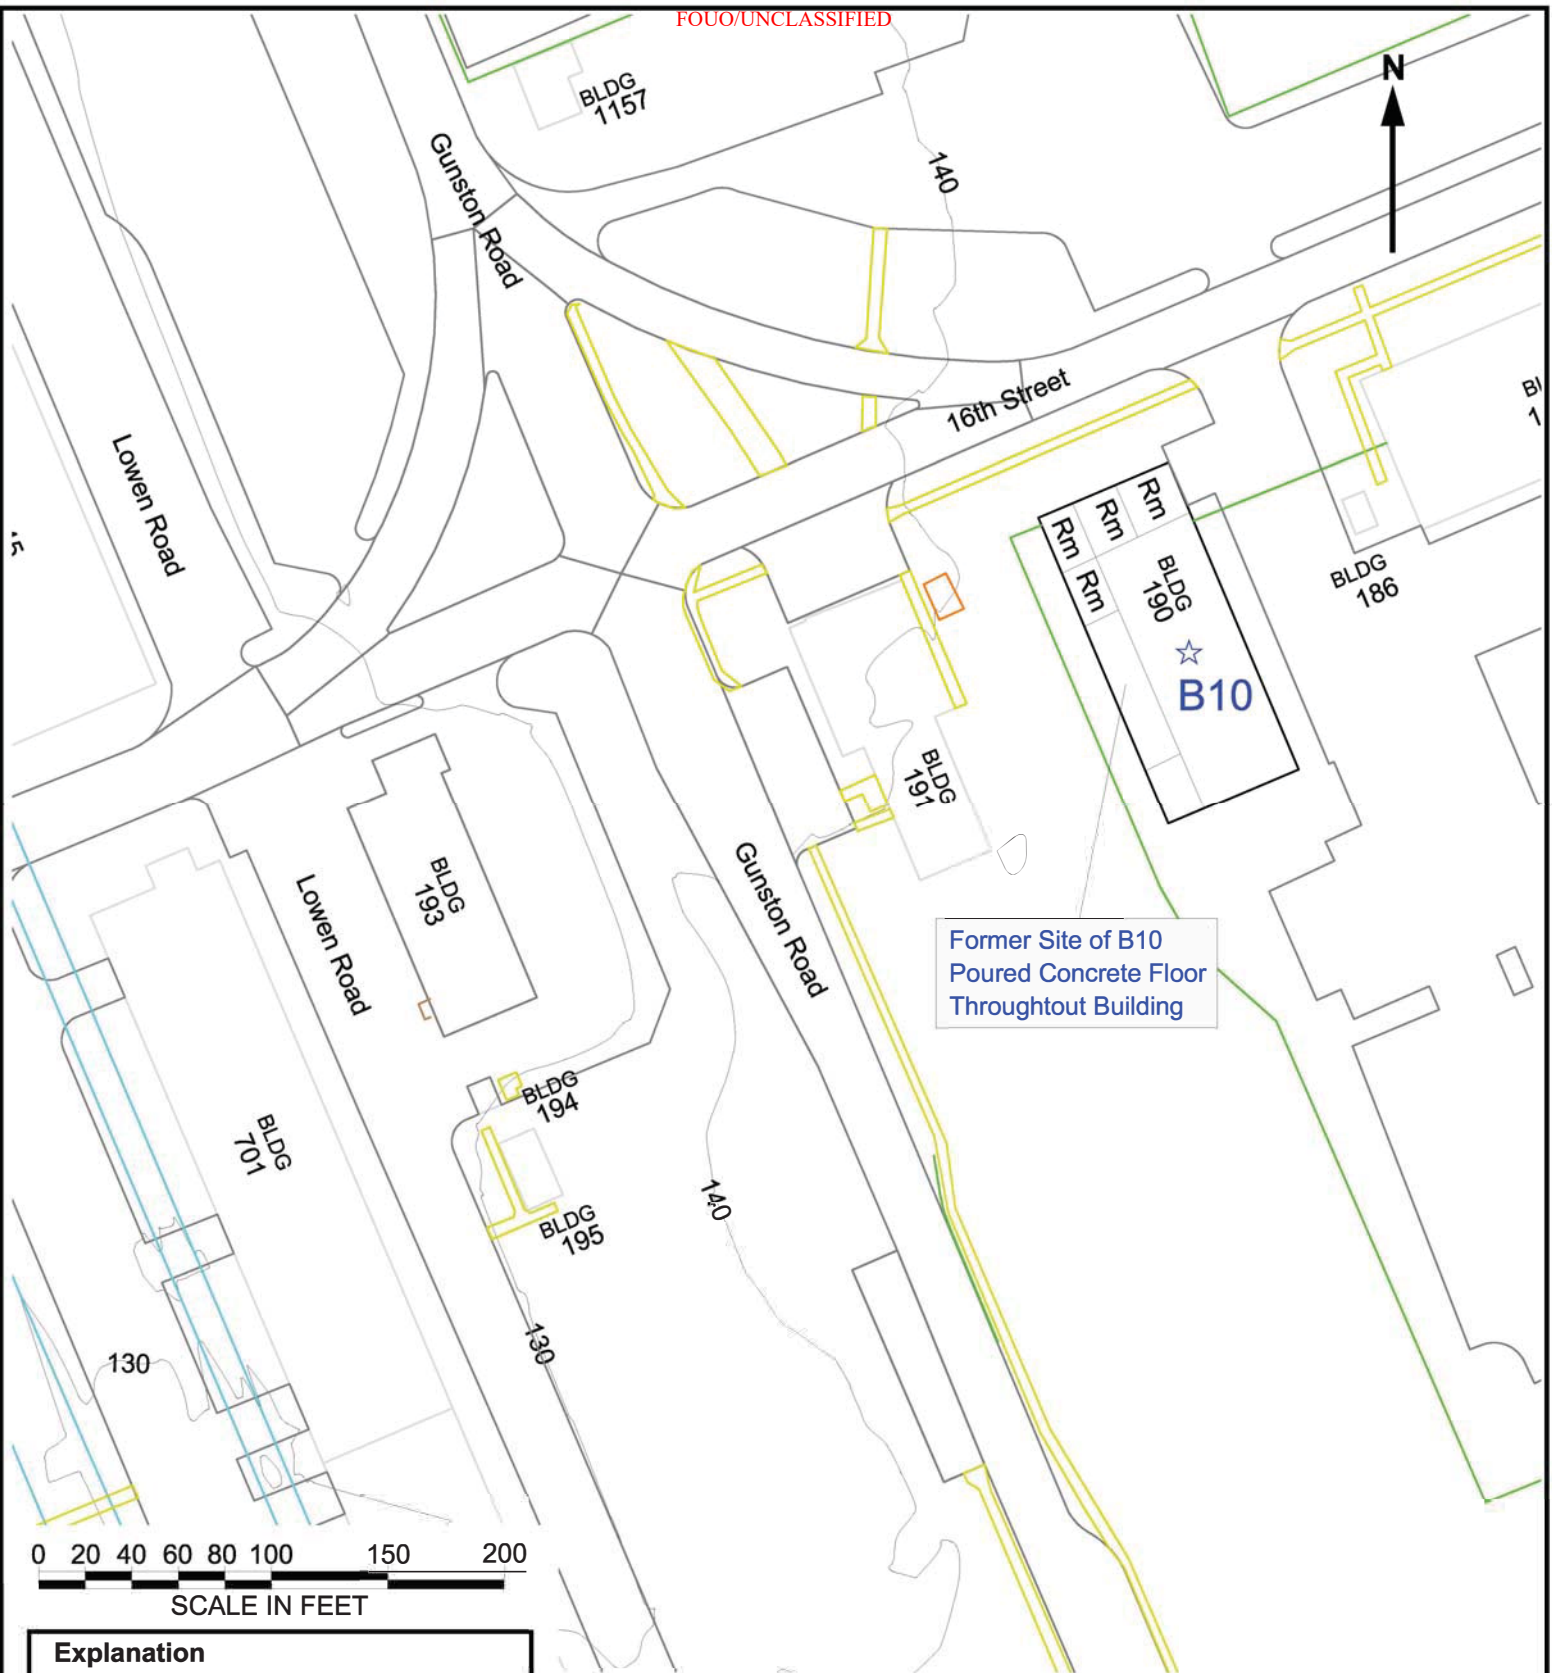 FOUO/UNCLASSIFIED
N
BLDG
1157
Gunston Road
140
16th Street
Lowen Road
Rm
Rm
Rm
Rm
BLDG
190
B10
BLDG
186
BLDG
191
BLDG
193
Gunston Road
Lowen Road
Former Site of B10
Poured Concrete Floor
Throughtout Building
BLDG
194
BLDG
701
BLDG
195
140
130
130
0 20 40 60 80 100 150 200
SCALE IN FEET
Explanation